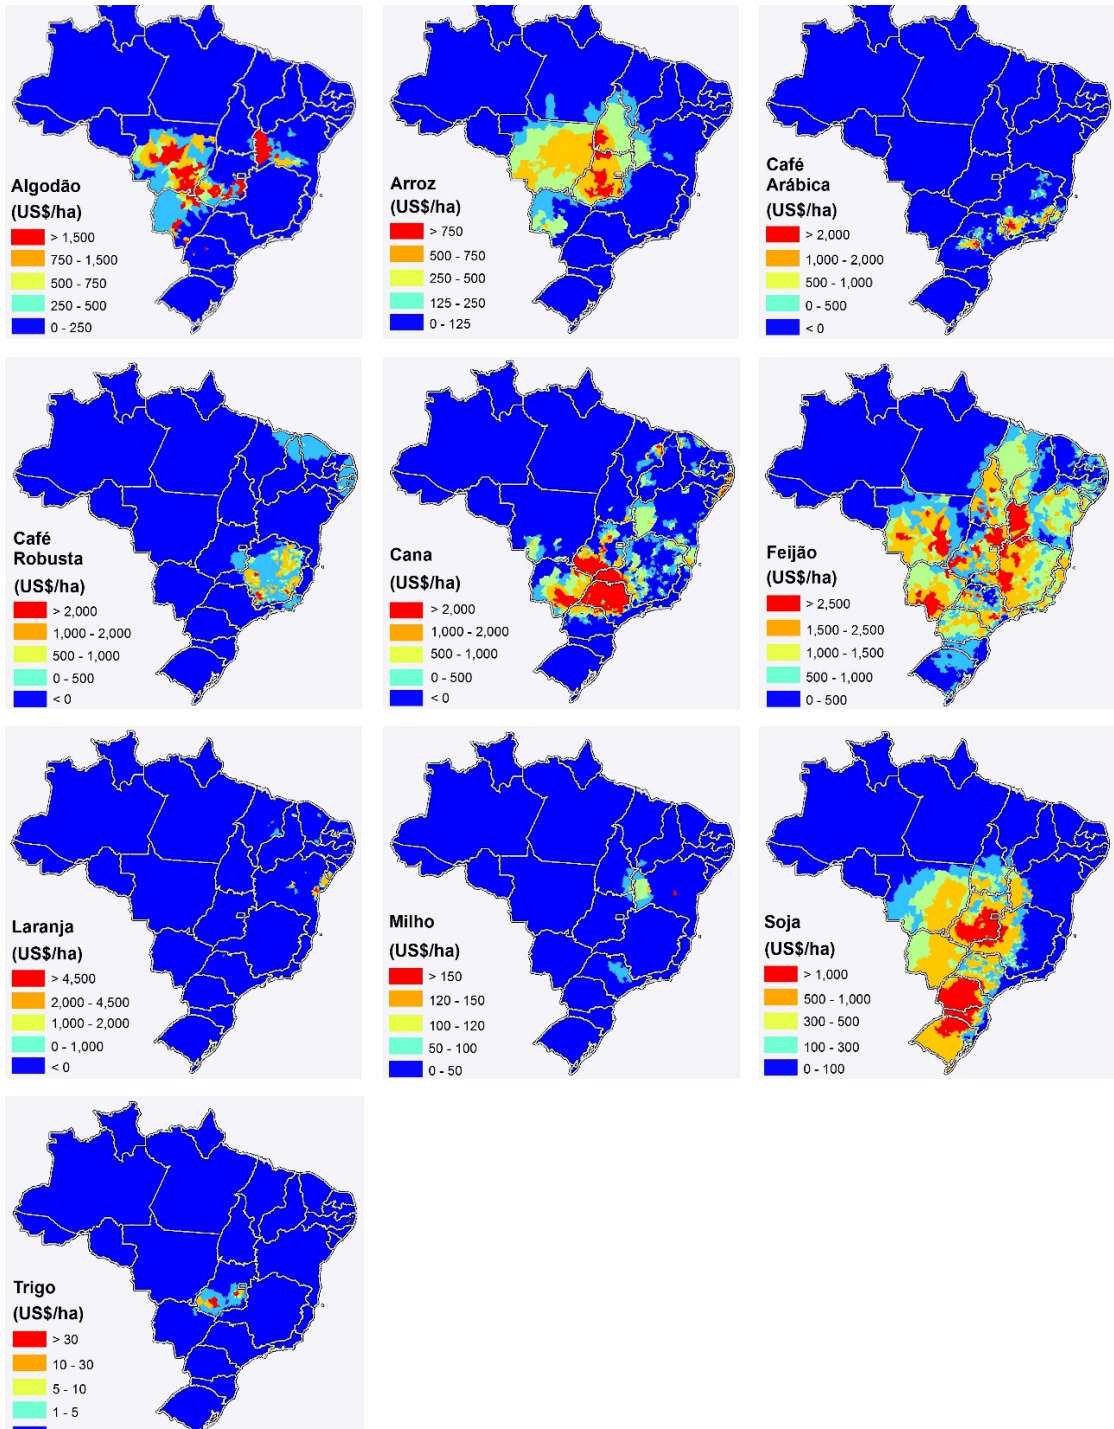 Algodão
(US$/ha)
> 1,500
750 - 1,500
500 - 750
250 - 500
0 - 250
Arroz
(US$/ha)
> 750
500 - 750
250 - 500
125 - 250
0 - 125
Café
Arábica
(US$/ha)
> 2,000
1,000 - 2,000
500 - 1,000
0 - 500
< 0
Café
Robusta
(US$/ha)
> 2,000
1,000 - 2,000
500 - 1,000
0 - 500
< 0
Cana
(US$/ha)
> 2,000
1,000 - 2,000
500 - 1,000
0 - 500
< 0
Feijão
(US$/ha)
> 2,500
1,500 - 2,500
1,000 - 1,500
500 - 1,000
0 - 500
Laranja
(US$/ha)
> 4,500
2,000 - 4,500
1,000 - 2,000
0 - 1,000
< 0
Milho
(US$/ha)
> 150
120 - 150
100 - 120
50 - 100
0 - 50
Soja
(US$/ha)
> 1,000
500 - 1,000
300 - 500
100 - 300
0 - 100
Trigo
(US$/ha)
> 30
10 - 30
5 - 10
1 - 5